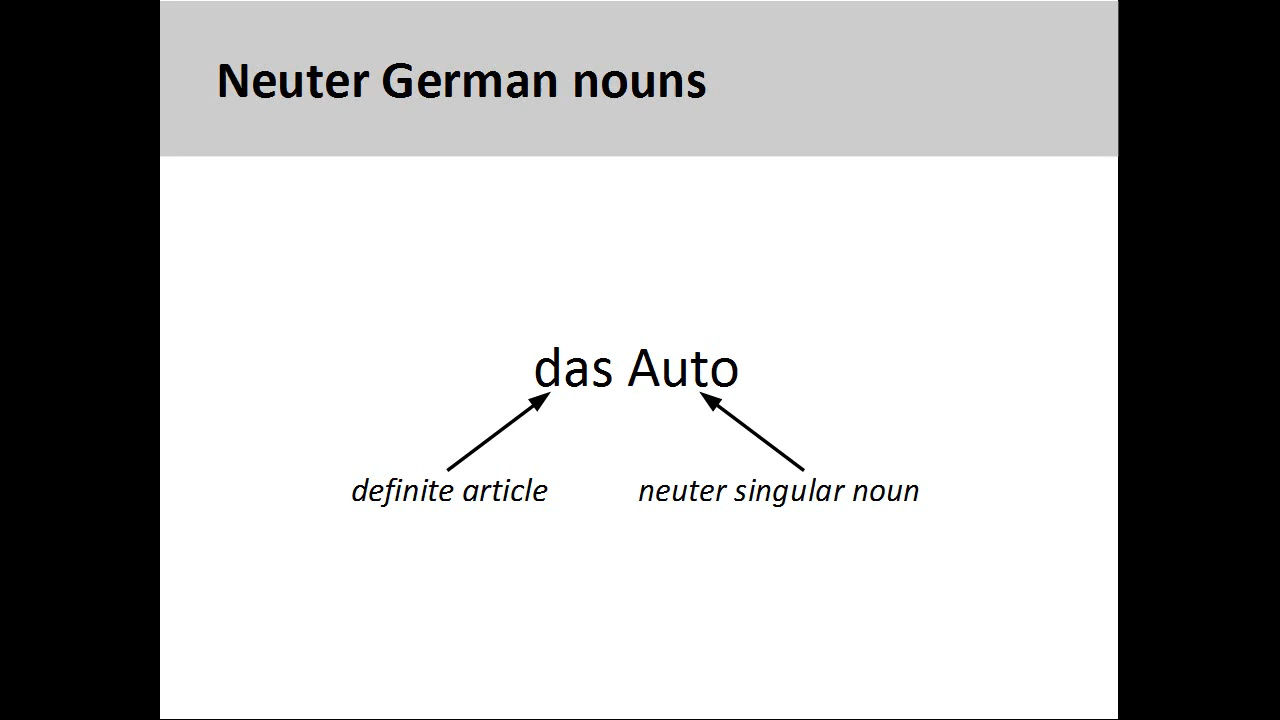 Neuter German nouns
das Auto
definite article
neuter singular noun